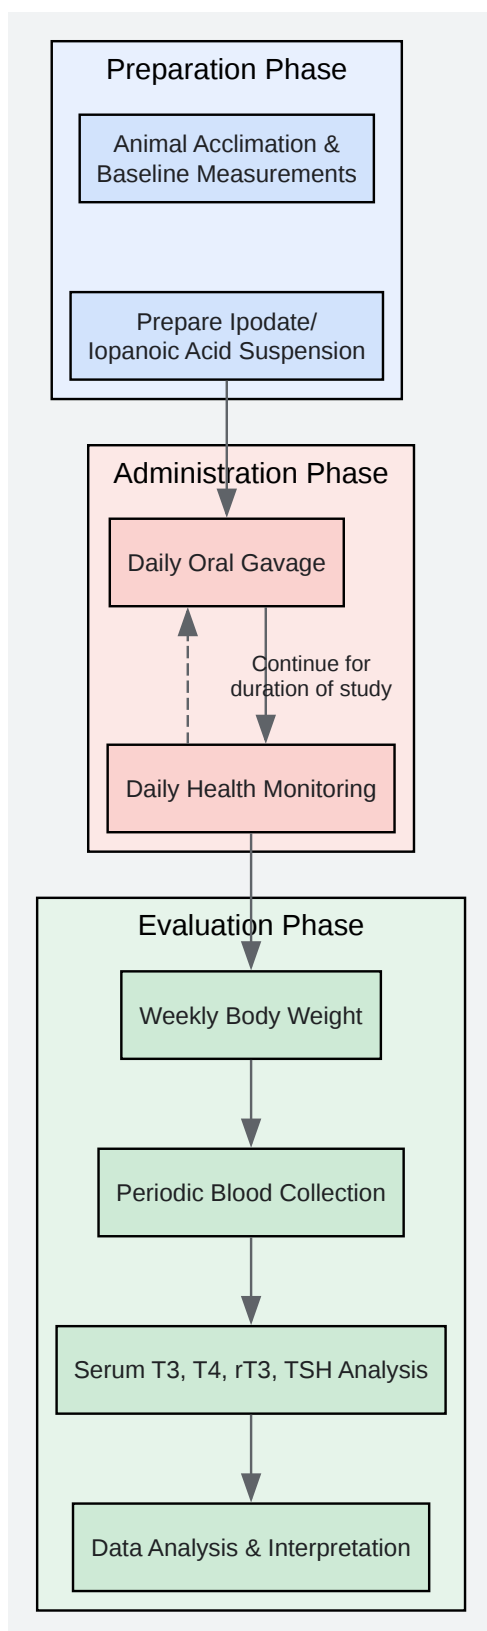 Preparation Phase
Animal Acclimation &
Baseline Measurements
Prepare Ipodate/
Iopanoic Acid Suspension
Administration Phase
Daily Oral Gavage
Continue for
duration of study
Daily Health Monitoring
Evaluation Phase
Weekly Body Weight
Periodic Blood Collection
Serum T3, T4, rT3, TSH Analysis
Data Analysis & Interpretation